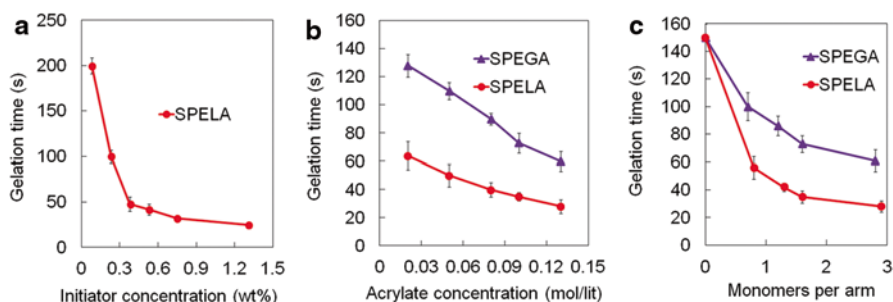 a
Gelation time (s)
250
200
150
100
50
0
0 0.3 0.6 0.9 1.2 1.5
Initiator concentration (wt%)
SPELA
b
Gelation time (s)
160
140
120
100
80
60
40
20
0
0 0.03 0.06 0.09 0.12 0.15
Acrylate concentration (mol/lit)
SPEGA
SPELA
c
Gelation time (s)
160
140
120
100
80
60
40
20
0
0 1 2 3
Monomers per arm
SPEGA
SPELA